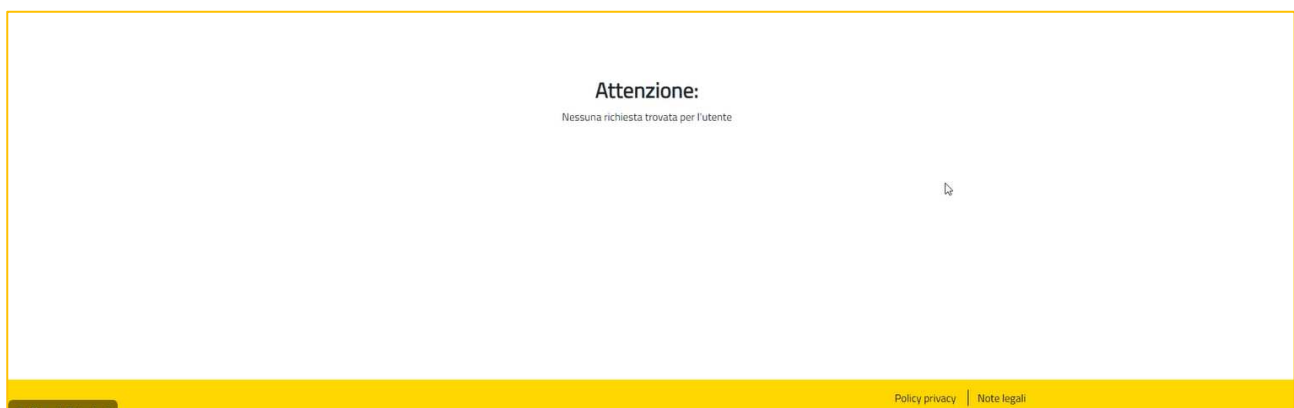 Attenzione:
Nessuna richiesta trovata per l'utente
Policy privacy
Note legali